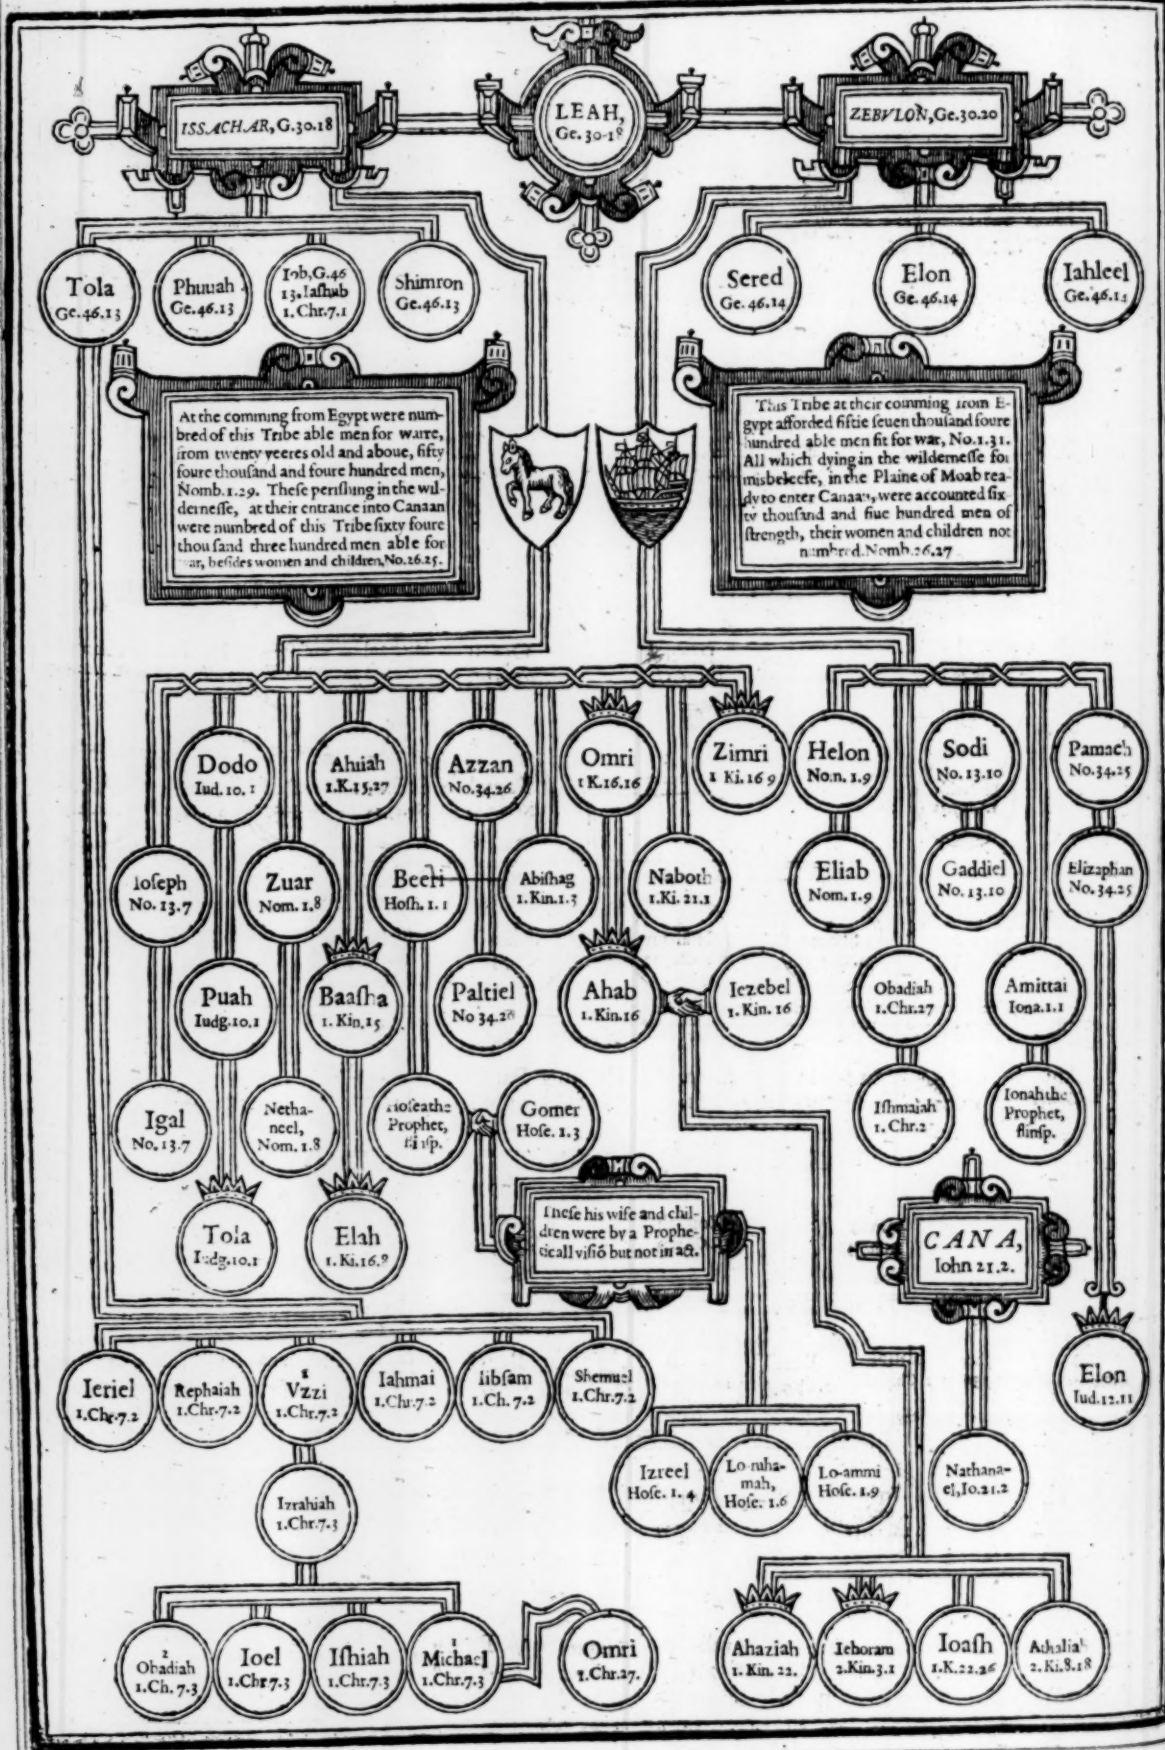 ISSACHAR, G.30.18
LEAH,
Ge. 30-18
ZEBVLON, Ge.30.20
Tola
Ge.46.13
Phuuah
Ge.46.13
Iob,G.46
13.Iaſhub
1.Chr.7.1
Shimron
Ge.46.13
Sered
Ge.46.14
Elon
Ge.46.14
Iahleel
Ge.46.14
At the comming from Egypt were num-
bred of this Tribe able men for warre,
from twenty yeeres old and aboue, fifty
foure thouſand and foure hundred men,
Nomb.1.29. Theſe periſhing in the wil-
derneſſe, at their entrance into Canaan
were numbred of this Tribe ſixty foure
thouſand three hundred men able for
ar, beſides women and children, No.26.25.
This Tribe at their comming from E-
gypt afforded fiftie ſeuen thouſand foure
hundred able men fit for war, No.1.31.
All which dying in the wilderneſſe for
misbeleefe, in the Plaine of Moab rea-
dy to enter Canaan, were accounted ſix-
ty thouſand and fiue hundred men of
ſtrength, their women and children not
numbred. Nomb.26.27
Dodo
Iud. 10. 1
Ahiiah
1.K.15.27
Azzan
No.34.26
Omri
1 K.16.16
Zimri
1 Ki. 16 9
Helon
Nom. 1.9
Sodi
No. 13.10
Pamach
No.34.25
Ioſeph
No. 13.7
Zuar
Nom. 1.8
Beeri
Hoſh. 1. 1
Abiſhag
1.Kin.1.3
Naboth
1.Ki. 21.1
Eliab
Nom. 1.9
Gaddiel
No. 13.10
Elizaphan
No. 34.25
Puah
Iudg.10.1
Baaſha
1. Kin.15
Paltiel
No 34.26
Ahab
1.Kin.16
Iezebel
1. Kin. 16
Obadiah
1.Chr.27
Amittai
Iona.1.1
Igal
No. 13.7
Netha-
neel,
Nom. 1.8
Hoſea the
Prophet,
Gomer
Hoſe. 1.3
Iſhmaiah
1. Chr.2
Ionah the
Prophet,
ſlinſp.
Tola
Iudg.10.1
Elah
1. Ki.16.8
Theſe his wife and chil-
dren were by a Prophe-
ticall viſiō but not in act.
CANA,
Iohn 21.2.
Elon
Iud.12.11
Ieriel
1.Chr.7.2
Rephaiah
1.Chr.7.2
1
Vzzi
1.Chr.7.2
Iahmai
1.Chr.7.2
Iibſam
1.Ch. 7.2
Shemuel
1.Chr.7.2
Izreel
Hoſe. 1. 4
Lo-ruha-
mah,
Hoſe. 1.6
Lo-ammi
Hoſe. 1.9
Nathana-
el, Io.21.2
Izrahiah
1.Chr.7.3
2
Obadiah
1.Ch. 7.3
Ioel
1.Chr7.3
Iſhiah
1.Chr.7.3
1
Michael
1.Chr.7.3
Omri
1.Chr.27.
Ahaziah
1. Kin. 22.
Iehoram
2.Kin.3.1
Ioaſh
1.K.22.26
Athaliah
2. Ki.8.18